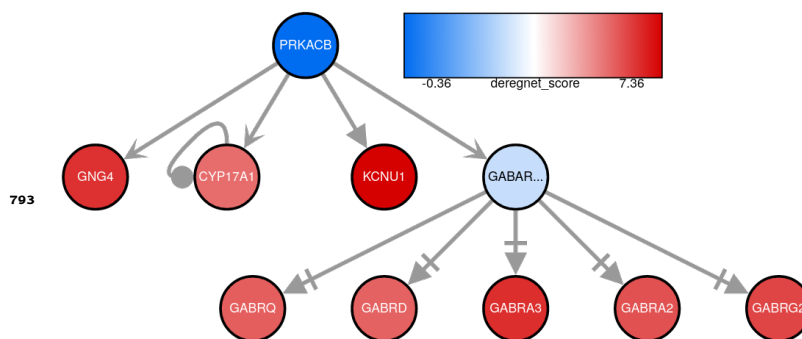 PRKACB
-0.36 deregnet_score 7.36
GNG4 CYP17A1 KCNU1 GABAR...
793
GABRQ GABRD GABRA3 GABRA2 GABRG2